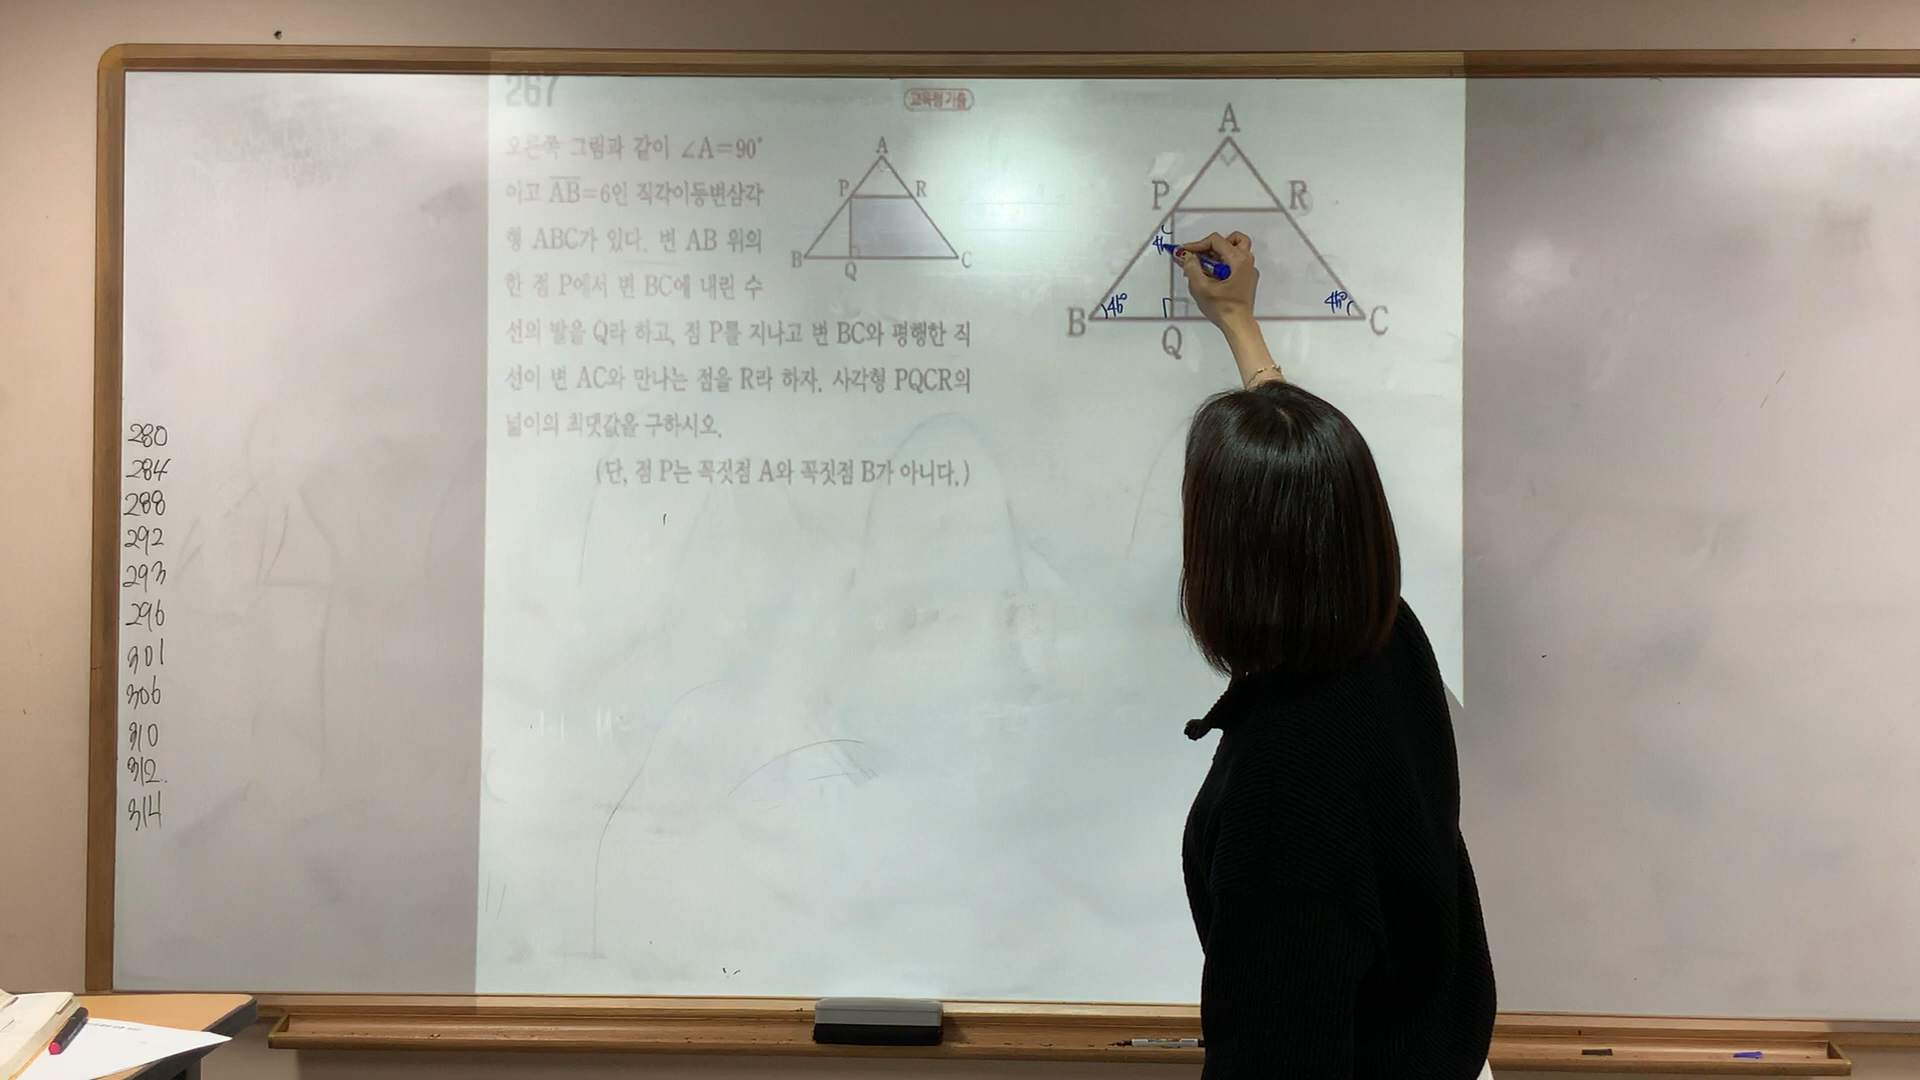 267
교육청기출
오른쪽 그림과 같이 ∠A=90°
이고 AB=6인 직각이등변삼각
형 ABC가 있다. 변 AB 위의
한 점 P에서 변 BC에 내린 수
선의 발을 Q라 하고, 점 P를 지나고 변 BC와 평행한 직
선이 변 AC와 만나는 점을 R라 하자. 사각형 PQCR의
넓이의 최댓값을 구하시오.
(단, 점 P는 꼭짓점 A와 꼭짓점 B가 아니다.)
A
P R
B Q C
A
P R
45° 45°
B Q C
280
284
288
292
293
296
301
306
310
312.
314